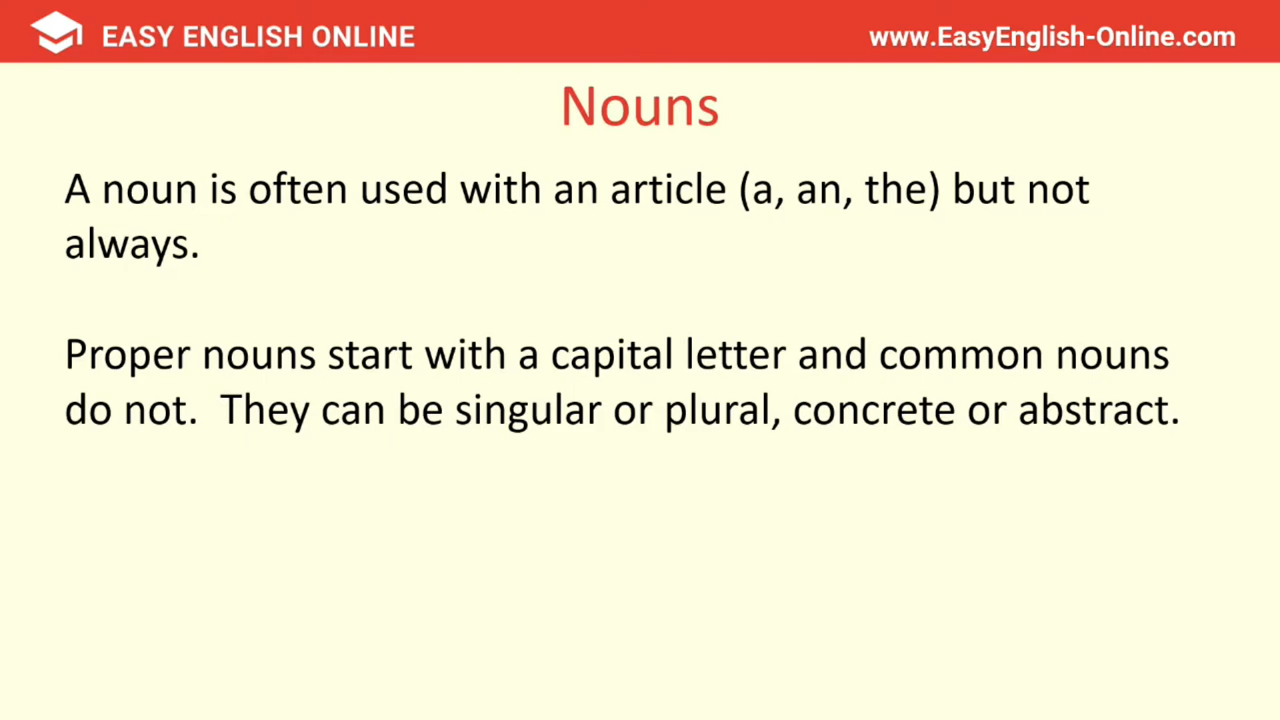 EASY ENGLISH ONLINE
www.EasyEnglish-Online.com
Nouns
A noun is often used with an article (a, an, the) but not
always.
Proper nouns start with a capital letter and common nouns
do not.  They can be singular or plural, concrete or abstract.